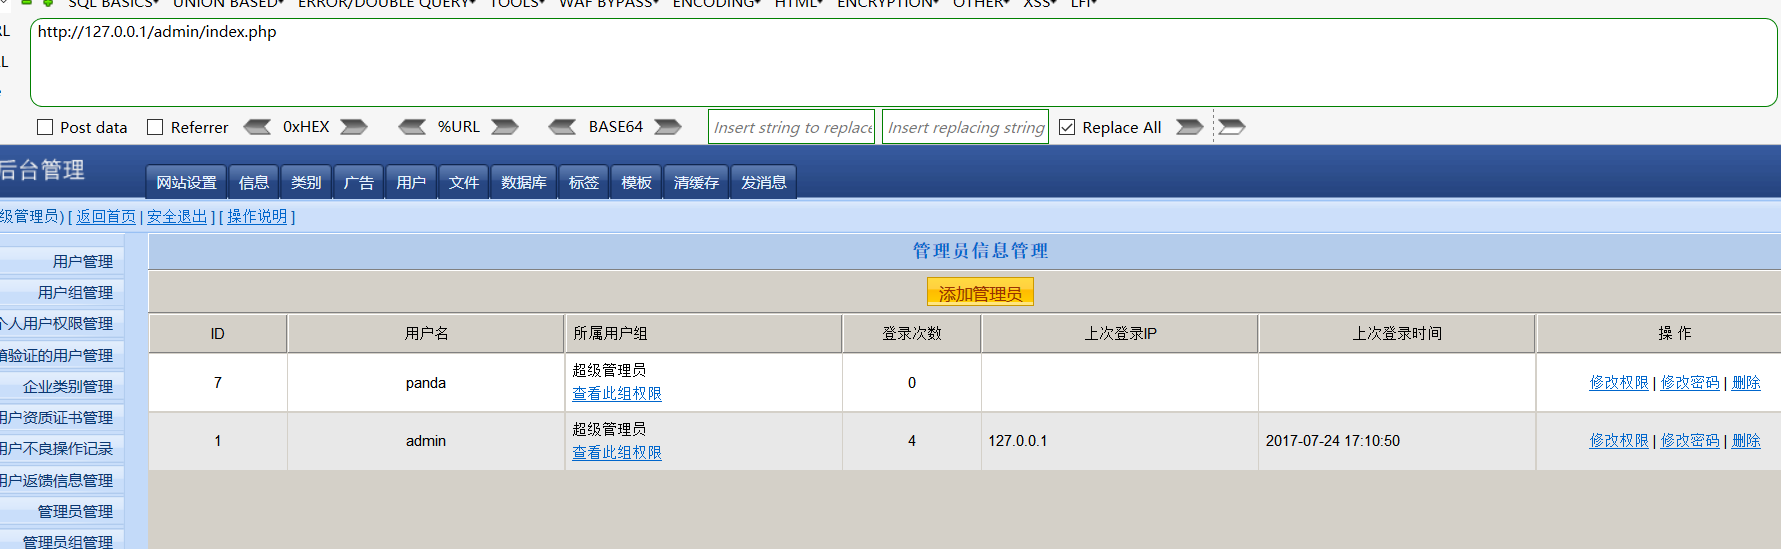 SQL BASICS UNION BASED ERROR/DOUBLE QUERY TOOLS WAF BYPASS ENCODING HTML ENCRYPTION OTHER XSS LFI
http://127.0.0.1/admin/index.php
Post data Referrer 0xHEX %URL BASE64 Insert string to replace Insert replacing string Replace All
后台管理 网站设置 信息 类别 广告 用户 文件 数据库 标签 模板 清缓存 发消息
级管理员) [ 返回首页 | 安全退出 ] [ 操作说明 ]
管理员信息管理
用户管理
添加管理员
用户组管理
个人用户权限管理
ID 用户名 所属用户组 登录次数 上次登录IP 上次登录时间 操 作
箱验证的用户管理
超级管理员
7 panda 查看此组权限 0 修改权限 | 修改密码 | 删除
企业类别管理
用户资质证书管理
超级管理员
1 admin 查看此组权限 4 127.0.0.1 2017-07-24 17:10:50 修改权限 | 修改密码 | 删除
用户不良操作记录
用户返馈信息管理
管理员管理
管理员组管理